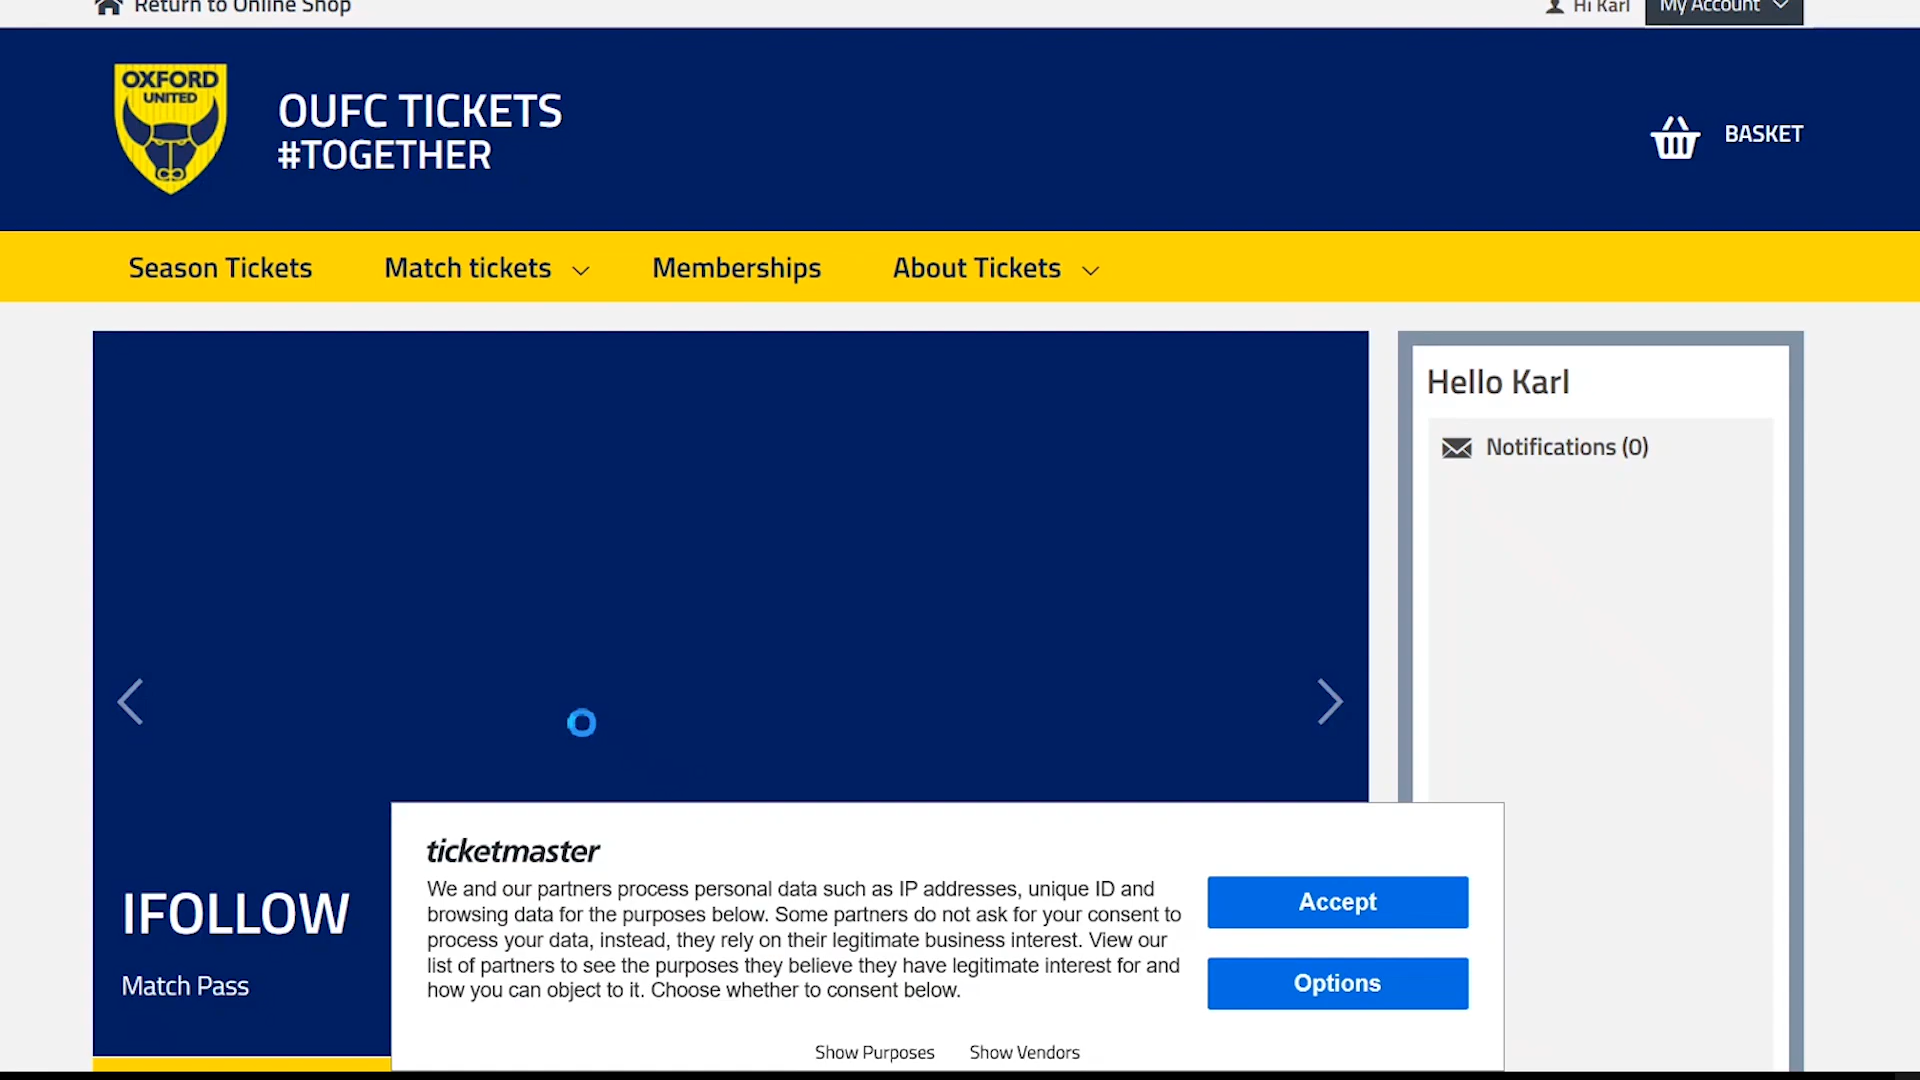 Return to Online Shop
Hi Karl
My Account
OXFORD
UNITED
OUFC TICKETS
#TOGETHER
BASKET
Season Tickets
Match tickets
Memberships
About Tickets
Hello Karl
Notifications (0)
IFOLLOW
Match Pass
ticketmaster
We and our partners process personal data such as IP addresses, unique ID and
browsing data for the purposes below. Some partners do not ask for your consent to
process your data, instead, they rely on their legitimate business interest. View our
list of partners to see the purposes they believe they have legitimate interest for and
how you can object to it. Choose whether to consent below.
Accept
Options
Show Purposes
Show Vendors